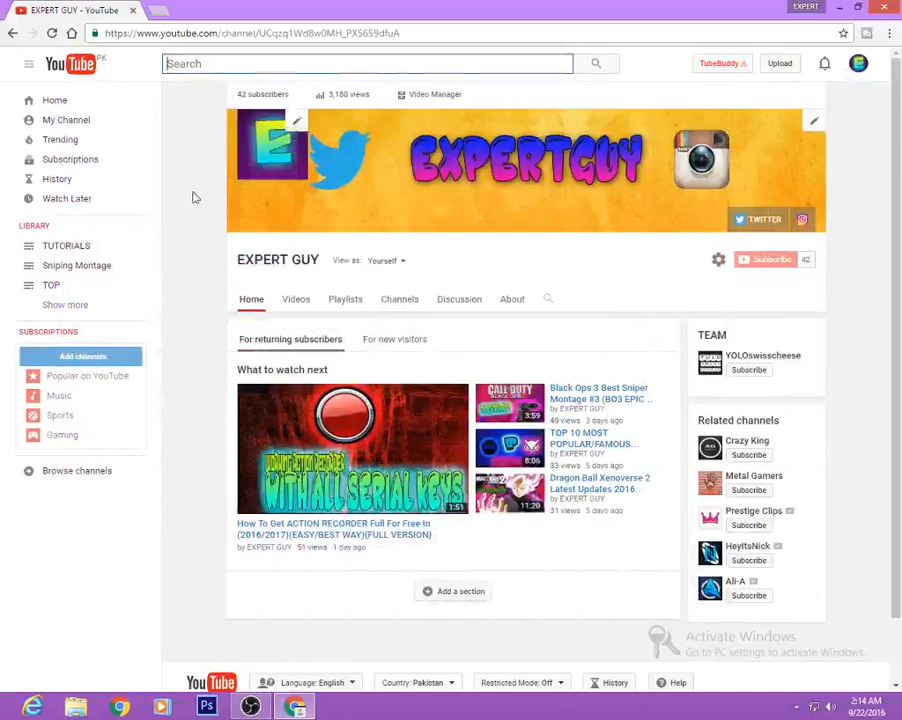 EXPERT GUY - YouTube
EXPERT
https://www.youtube.com/channel/UCqzq1Wd8w0MH_PXS659dfuA
YouTube PK
Search
TubeBuddy
Upload
Home
My Channel
Trending
Subscriptions
History
Watch Later
LIBRARY
TUTORIALS
Sniping Montage
TOP
Show more
SUBSCRIPTIONS
Add channels
Popular on YouTube
Music
Sports
Gaming
Browse channels
42 subscribers
3,180 views
Video Manager
E
EXPERTGUY
TWITTER
EXPERT GUY
View as: Yourself
Subscribe 42
Home
Videos
Playlists
Channels
Discussion
About
For returning subscribers
For new visitors
What to watch next
WORKING ACTION RECORDER
WITH ALL SERIAL KEYS
1:51
How To Get ACTION RECORDER Full For Free In
(2016/2017)(EASY/BEST WAY)(FULL VERSION)
by EXPERT GUY 51 views 1 day ago
CALL OF DUTY
BLACK OPS
3:59
Black Ops 3 Best Sniper
Montage #3 (BO3 EPIC...
by EXPERT GUY
49 views 3 days ago
8:06
TOP 10 MOST
POPULAR/FAMOUS...
by EXPERT GUY
33 views 5 days ago
11:20
Dragon Ball Xenoverse 2
Latest Updates 2016...
by EXPERT GUY
31 views 5 days ago
Add a section
TEAM
YOLOswisscheese
Subscribe
Related channels
Crazy King
Subscribe
Metal Gamers
Subscribe
Prestige Clips
Subscribe
HeyItsNick
Subscribe
Ali-A
Subscribe
Activate Windows
Go to PC settings to activate Windows.
YouTube
Language: English
Country: Pakistan
Restricted Mode: Off
History
Help
Ps
2:14 AM
9/22/2016